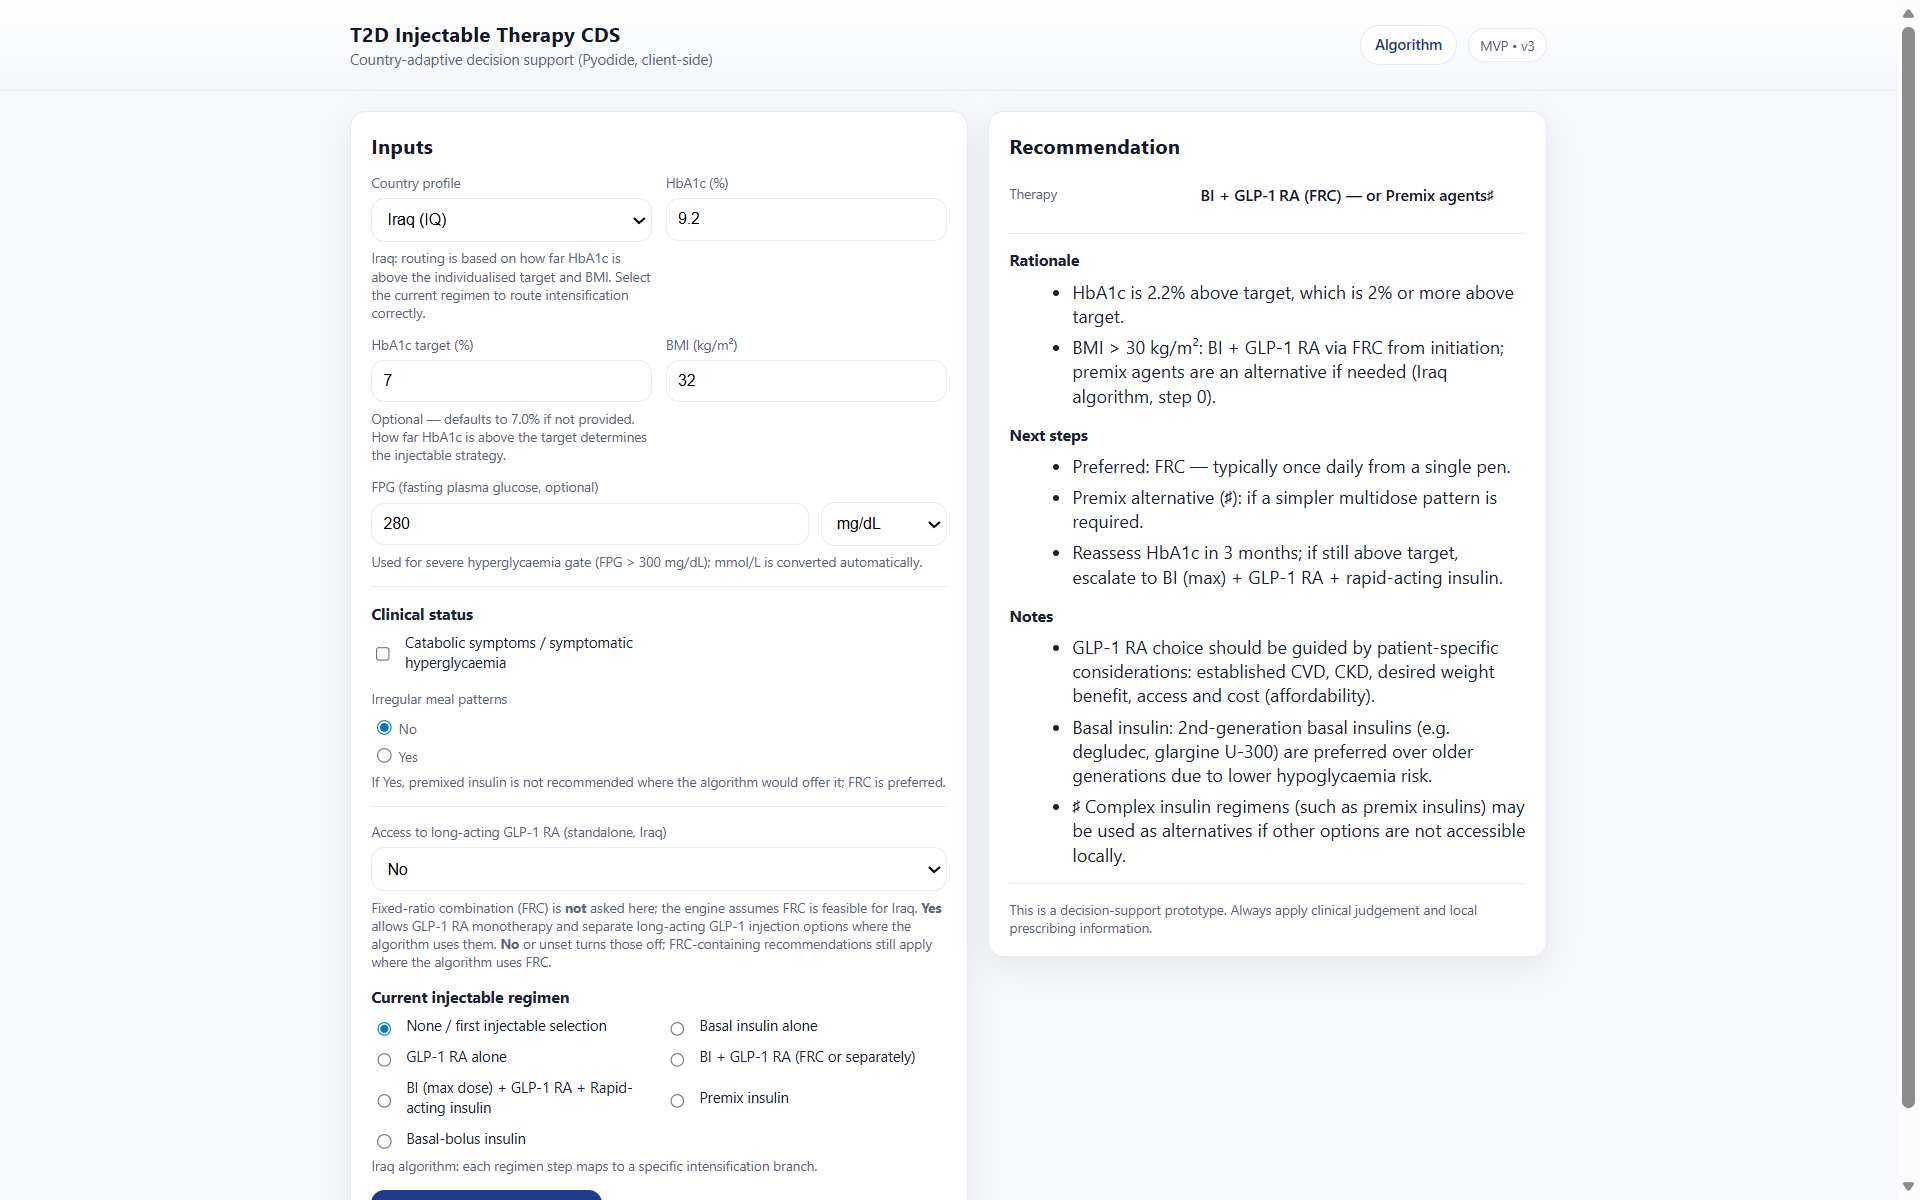 T2D Injectable Therapy CDS
Country-adaptive decision support (Pyodide, client-side)
Algorithm
MVP • v3
Inputs
Country profile
HbA1c (%)
Iraq (IQ)
9.2
Iraq: routing is based on how far HbA1c is
above the individualised target and BMI. Select
the current regimen to route intensification
correctly.
HbA1c target (%)
BMI (kg/m²)
7
32
Optional — defaults to 7.0% if not provided.
How far HbA1c is above the target determines
the injectable strategy.
FPG (fasting plasma glucose, optional)
280
mg/dL
Used for severe hyperglycaemia gate (FPG > 300 mg/dL); mmol/L is converted automatically.
Clinical status
Catabolic symptoms / symptomatic
hyperglycaemia
Irregular meal patterns
No
Yes
If Yes, premixed insulin is not recommended where the algorithm would offer it; FRC is preferred.
Access to long-acting GLP-1 RA (standalone, Iraq)
No
Fixed-ratio combination (FRC) is not asked here; the engine assumes FRC is feasible for Iraq. Yes
allows GLP-1 RA monotherapy and separate long-acting GLP-1 injection options where the
algorithm uses them. No or unset turns those off; FRC-containing recommendations still apply
where the algorithm uses FRC.
Current injectable regimen
None / first injectable selection
Basal insulin alone
GLP-1 RA alone
BI + GLP-1 RA (FRC or separately)
BI (max dose) + GLP-1 RA + Rapid-
acting insulin
Premix insulin
Basal-bolus insulin
Iraq algorithm: each regimen step maps to a specific intensification branch.
Recommendation
Therapy
BI + GLP-1 RA (FRC) — or Premix agents♯
Rationale
• HbA1c is 2.2% above target, which is 2% or more above
target.
• BMI > 30 kg/m²: BI + GLP-1 RA via FRC from initiation;
premix agents are an alternative if needed (Iraq
algorithm, step 0).
Next steps
• Preferred: FRC — typically once daily from a single pen.
• Premix alternative (♯): if a simpler multidose pattern is
required.
• Reassess HbA1c in 3 months; if still above target,
escalate to BI (max) + GLP-1 RA + rapid-acting insulin.
Notes
• GLP-1 RA choice should be guided by patient-specific
considerations: established CVD, CKD, desired weight
benefit, access and cost (affordability).
• Basal insulin: 2nd-generation basal insulins (e.g.
degludec, glargine U-300) are preferred over older
generations due to lower hypoglycaemia risk.
• ♯ Complex insulin regimens (such as premix insulins) may
be used as alternatives if other options are not accessible
locally.
This is a decision-support prototype. Always apply clinical judgement and local
prescribing information.